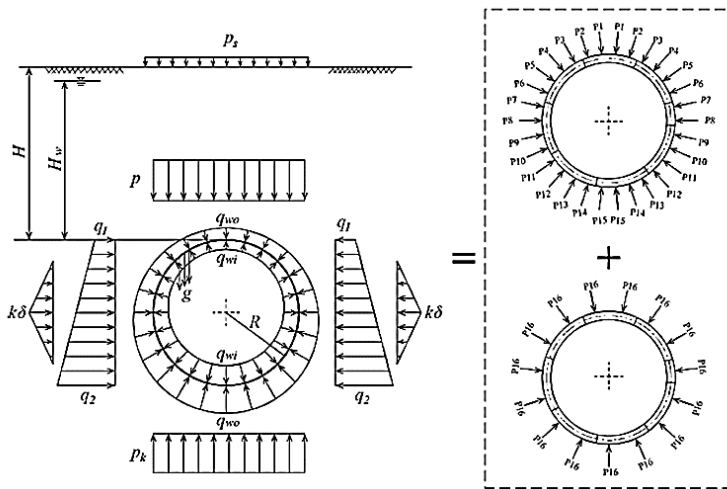 p_s
H
H_w
p
q_1
q_wo
q_wi
g
R
kδ
kδ
q_1
q_2
q_2
q_wi
q_wo
p_k
=
P1 P1
P2 P2
P3 P3
P4 P4
P5 P5
P6 P6
P7 P7
P8 P8
P9 P9
P10 P10
P11 P11
P12 P12
P13 P13
P14 P14
P15 P15
+
P16 P16
P16 P16
P16 P16
P16 P16
P16 P16
P16 P16
P16 P16
P16